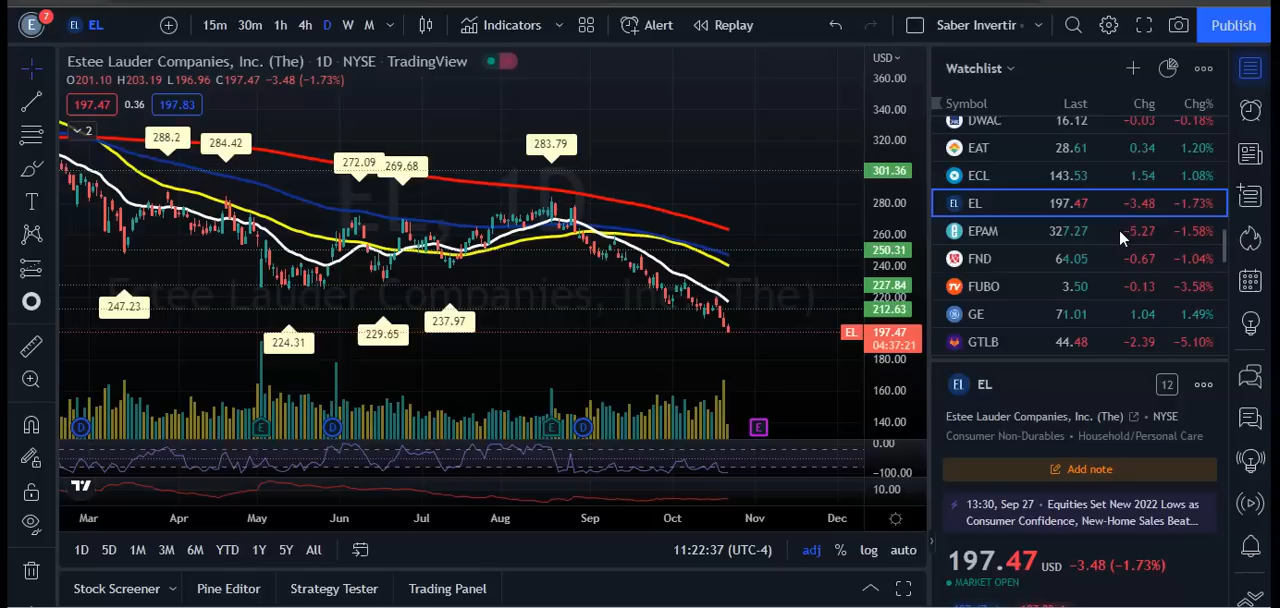 E 7 EL EL 15m 30m 1h 4h D W M Indicators Alert Replay Saber Invertir Publish
Estee Lauder Companies, Inc. (The) · 1D · NYSE · TradingView
O201.10 H203.19 L196.96 C197.47 −3.48 (−1.73%)
197.47 0.36 197.83
2
USD
360.00
340.00
320.00
301.36
280.00
260.00
250.31
240.00
227.84
220.00
212.63
EL 197.47
04:37:21
180.00
160.00
140.00
0.00
−100.00
10.00
288.2
284.42
272.09
269.68
283.79
247.23
224.31
229.65
237.97
EL, 1D
Estee Lauder Companies, Inc. (The)
D E D E D E
Mar Apr May Jun Jul Aug Sep Oct Nov Dec
1D 5D 1M 3M 6M YTD 1Y 5Y All 11:22:37 (UTC-4) adj % log auto
Stock Screener Pine Editor Strategy Tester Trading Panel
Watchlist
Symbol Last Chg Chg%
DWAC 16.12 −0.03 −0.18%
EAT 28.61 0.34 1.20%
ECL 143.53 1.54 1.08%
EL EL 197.47 −3.48 −1.73%
EPAM 327.27 −5.27 −1.58%
FND 64.05 −0.67 −1.04%
FUBO 3.50 −0.13 −3.58%
GE 71.01 1.04 1.49%
GTLB 44.48 −2.39 −5.10%
EL EL 12
Estee Lauder Companies, Inc. (The) • NYSE
Consumer Non-Durables • Household/Personal Care
Add note
13:30, Sep 27 • Equities Set New 2022 Lows as
Consumer Confidence, New-Home Sales Beat...
197.47 USD −3.48 (−1.73%)
MARKET OPEN